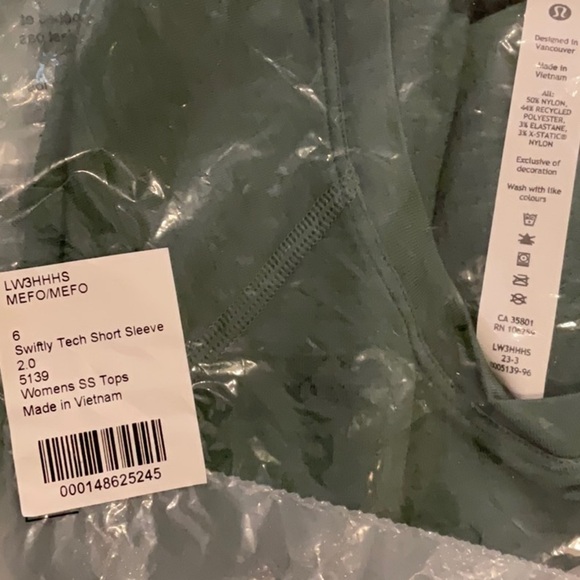 LW3HHHS
MEFO/MEFO
6
Swiftly Tech Short Sleeve
2.0
5139
Womens SS Tops
Made in Vietnam
000148625245
Designed in
Vancouver
Made in
Vietnam
All:
50% NYLON,
44% RECYCLED
POLYESTER,
3% ELASTANE,
3% X-STATIC®
NYLON
Exclusive of
decoration
Wash with like
colours
CA 35801
RN
LW3HHHS
23-3